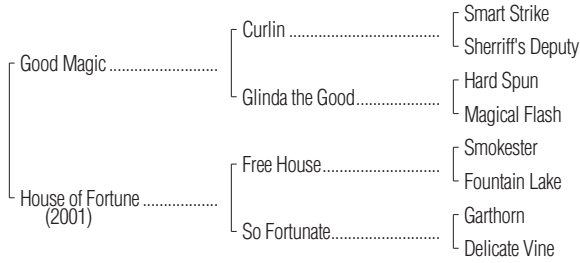 Smart Strike
Curlin ..........................................
Sherriff's Deputy
Good Magic ..............................
Hard Spun
Glinda the Good.......................
Magical Flash
Smokester
Free House................................
Fountain Lake
House of Fortune .....................
(2001)
Garthorn
So Fortunate..............................
Delicate Vine